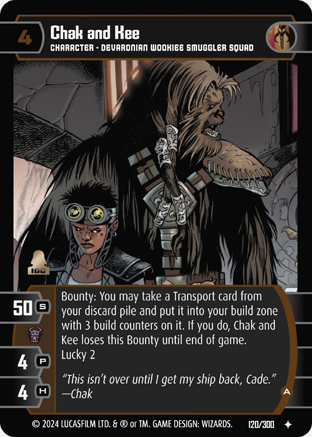 4
Chak and Kee
CHARACTER - DEVARONIAN WOOKIEE SMUGGLER SQUAD
IGC
50 S
4 P
4 H
Bounty: You may take a Transport card from
your discard pile and put it into your build zone
with 3 build counters on it. If you do, Chak and
Kee loses this Bounty until end of game.
Lucky 2
“This isn’t over until I get my ship back, Cade.”
—Chak
A
© 2024 LUCASFILM LTD. & ® or TM. GAME DESIGN: WIZARDS.
120/300